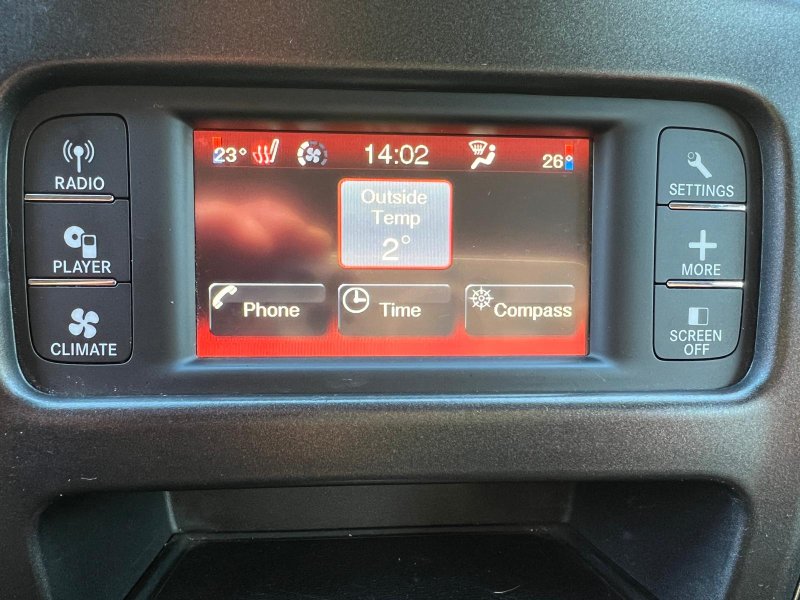 RADIO
PLAYER
CLIMATE
23°
14:02
26°
Outside
Temp
2°
Phone
Time
Compass
SETTINGS
MORE
SCREEN
OFF